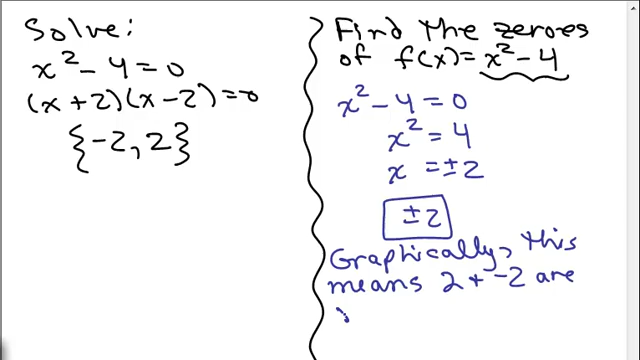 Solve:
x² - 4 = 0
(x + 2)(x - 2) = 0
{-2, 2}
Find the zeroes
of f(x) = x² - 4
x² - 4 = 0
x² = 4
x = ±2
±2
Graphically, this
means 2 + -2 are